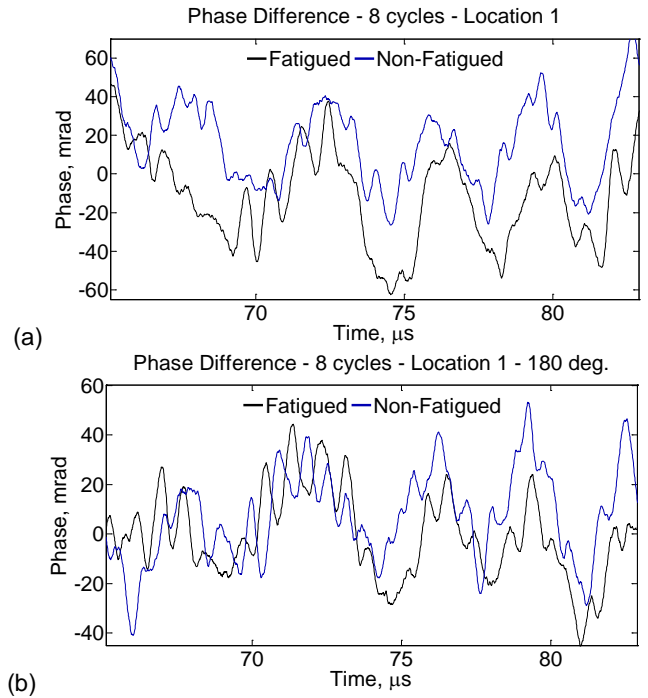 Phase Difference - 8 cycles - Location 1
Fatigued Non-Fatigued
60
40
20
0
-20
-40
-60
Phase, mrad
70 75 80
Time, μs
(a)
Phase Difference - 8 cycles - Location 1 - 180 deg.
Fatigued Non-Fatigued
60
40
20
0
-20
-40
Phase, mrad
70 75 80
Time, μs
(b)